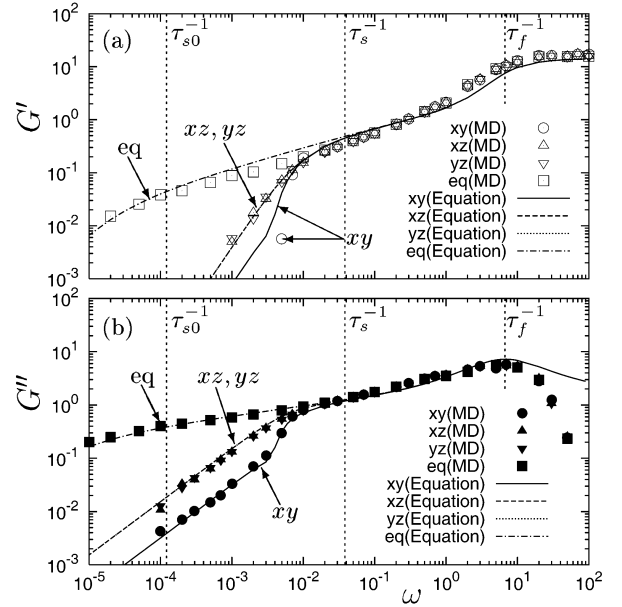 (a)
τ_{s0}^{-1} τ_s^{-1} τ_f^{-1}
10^2
10^1
10^0
10^{-1}
10^{-2}
10^{-3}
G'
eq
xz, yz
xy
xy(MD)
xz(MD)
yz(MD)
eq(MD)
xy(Equation)
xz(Equation)
yz(Equation)
eq(Equation)
(b)
τ_{s0}^{-1} τ_s^{-1} τ_f^{-1}
10^2
10^1
10^0
10^{-1}
10^{-2}
10^{-3}
G''
eq
xz, yz
xy
xy(MD)
xz(MD)
yz(MD)
eq(MD)
xy(Equation)
xz(Equation)
yz(Equation)
eq(Equation)
10^{-5} 10^{-4} 10^{-3} 10^{-2} 10^{-1} 10^0 10^1 10^2
ω